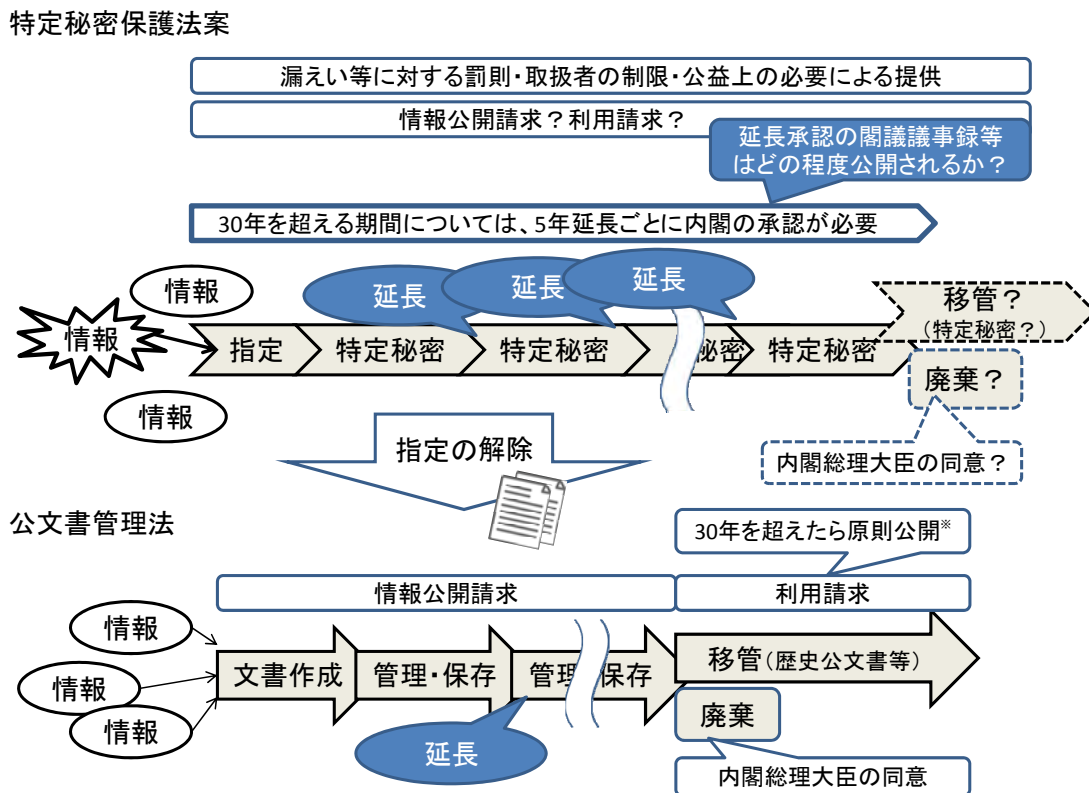 特定秘密保護法案
漏えい等に対する罰則・取扱者の制限・公益上の必要による提供
情報公開請求？利用請求？
延長承認の閣議議事録等
はどの程度公開されるか？
30年を超える期間については、5年延長ごとに内閣の承認が必要
情報
情報
情報
延長
延長
延長
指定
特定秘密
特定秘密
秘密
特定秘密
移管？
（特定秘密？）
廃棄？
内閣総理大臣の同意？
指定の解除
公文書管理法
30年を超えたら原則公開※
情報公開請求
利用請求
情報
情報
情報
文書作成
管理・保存
管理・保存
移管（歴史公文書等）
延長
廃棄
内閣総理大臣の同意